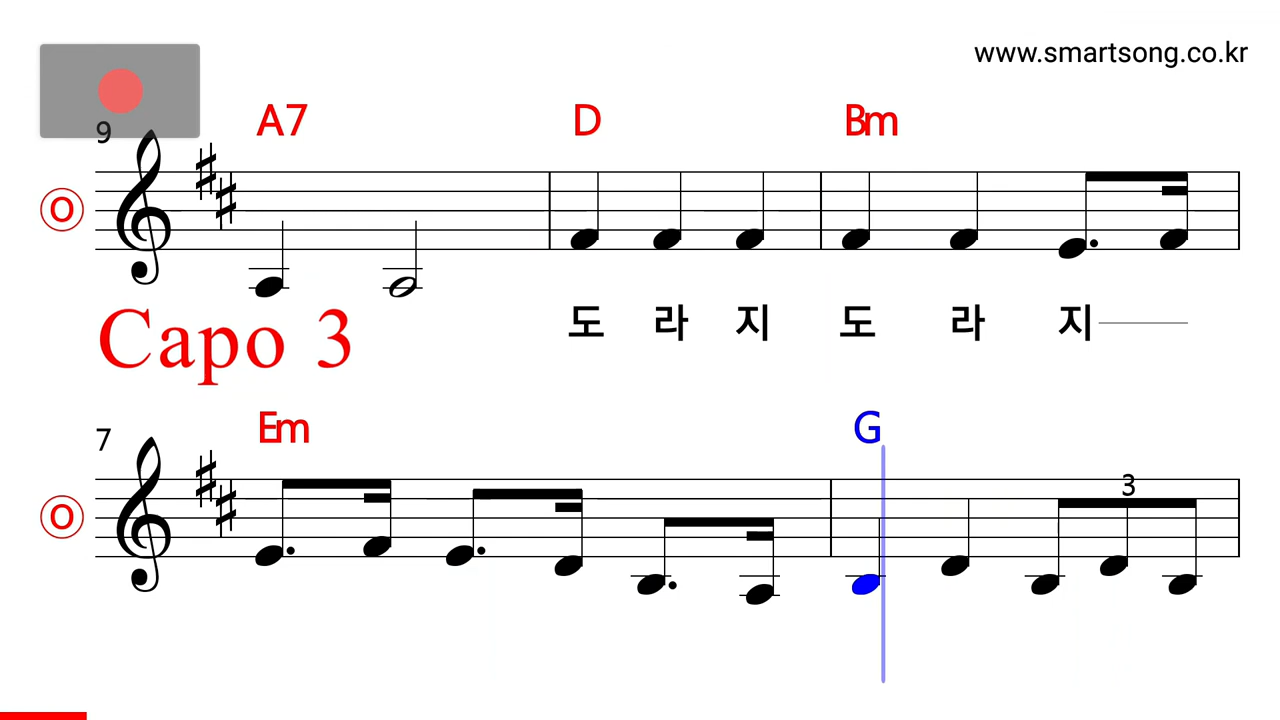 www.smartsong.co.kr
9
A7 D Bm
O
도 라 지 도 라 지
Capo 3
7
Em G
3
O